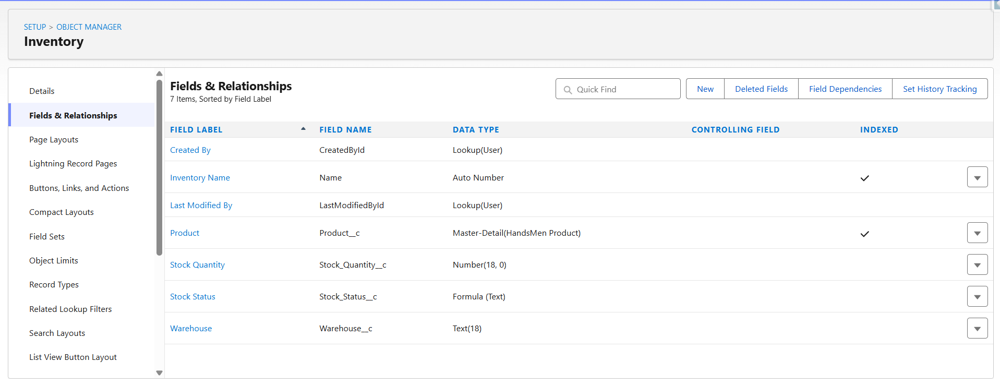 SETUP > OBJECT MANAGER
Inventory
Details
Fields & Relationships
Page Layouts
Lightning Record Pages
Buttons, Links, and Actions
Compact Layouts
Field Sets
Object Limits
Record Types
Related Lookup Filters
Search Layouts
List View Button Layout
Fields & Relationships
7 Items, Sorted by Field Label
Quick Find
New
Deleted Fields
Field Dependencies
Set History Tracking
FIELD LABEL FIELD NAME DATA TYPE CONTROLLING FIELD INDEXED
Created By CreatedById Lookup(User)
Inventory Name Name Auto Number
Last Modified By LastModifiedById Lookup(User)
Product Product__c Master-Detail(HandsMen Product)
Stock Quantity Stock_Quantity__c Number(18, 0)
Stock Status Stock_Status__c Formula (Text)
Warehouse Warehouse__c Text(18)